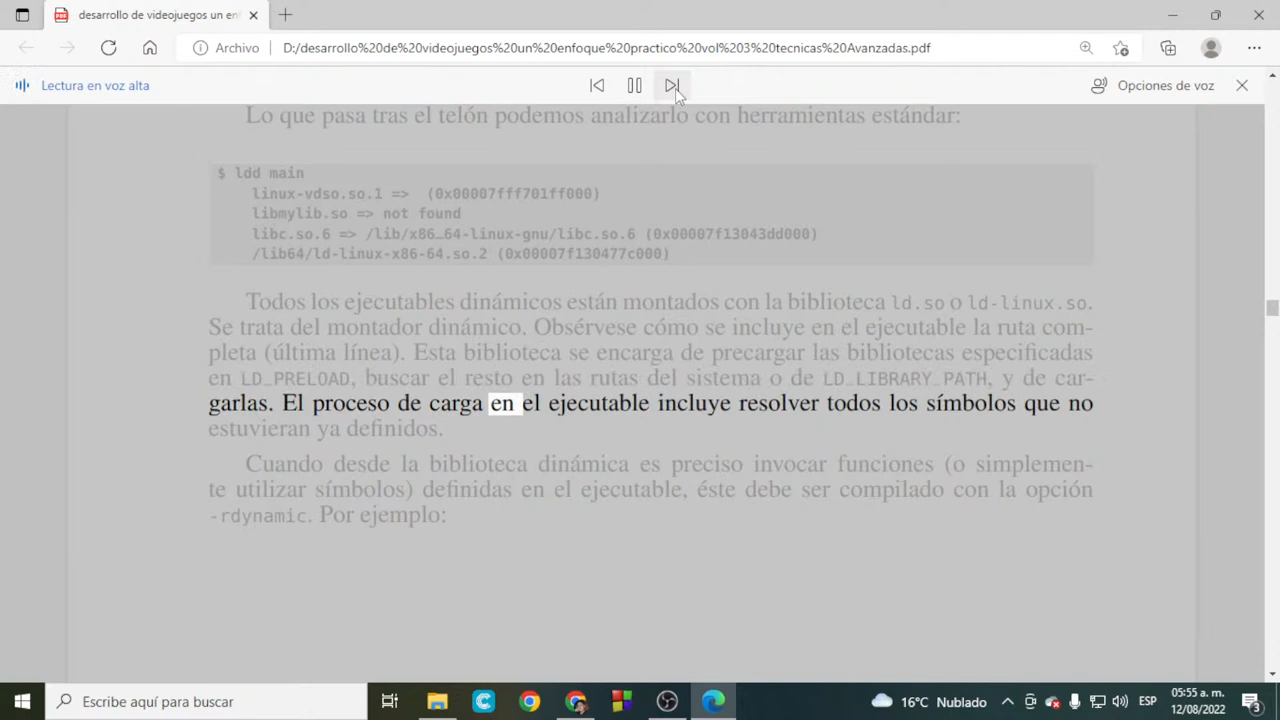 desarrollo de videojuegos un en
Archivo
D:/desarrollo%20de%20videojuegos%20un%20enfoque%20practico%20vol%203%20tecnicas%20Avanzadas.pdf
Lectura en voz alta
Opciones de voz
Lo que pasa tras el telón podemos analizarlo con herramientas estándar:
$ ldd main
linux-vdso.so.1 => (0x00007fff701ff000)
libmylib.so => not found
libc.so.6 => /lib/x86…64-linux-gnu/libc.so.6 (0x00007f13043dd000)
/lib64/ld-linux-x86-64.so.2 (0x00007f130477c000)
Todos los ejecutables dinámicos están montados con la biblioteca ld.so o ld-linux.so.
Se trata del montador dinámico. Obsérvese cómo se incluye en el ejecutable la ruta com-
pleta (última línea). Esta biblioteca se encarga de precargar las bibliotecas especificadas
en LD_PRELOAD, buscar el resto en las rutas del sistema o de LD_LIBRARY_PATH, y de car-
garlas. El proceso de carga en el ejecutable incluye resolver todos los símbolos que no
estuvieran ya definidos.
Cuando desde la biblioteca dinámica es preciso invocar funciones (o simplemen-
te utilizar símbolos) definidas en el ejecutable, éste debe ser compilado con la opción
-rdynamic. Por ejemplo:
Escribe aquí para buscar
16°C Nublado
ESP
05:55 a. m.
12/08/2022
3